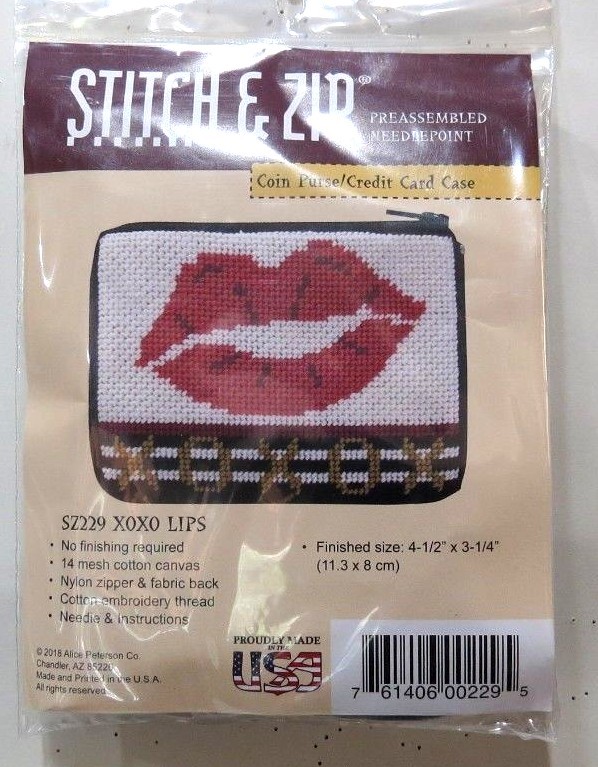 STITCH & ZIP®
PREASSEMBLED
NEEDLEPOINT
Coin Purse/Credit Card Case
XOXOX
SZ229 XOXO LIPS
• No finishing required
• 14 mesh cotton canvas
• Nylon zipper & fabric back
• Cotton embroidery thread
• Needle & instructions
• Finished size: 4-1/2" x 3-1/4"
(11.3 x 8 cm)
© 2018 Alice Peterson Co.
Chandler, AZ 85226
Made and Printed in the U.S.A.
All rights reserved
PROUDLY MADE
IN THE
USA
7 61406 00229 5